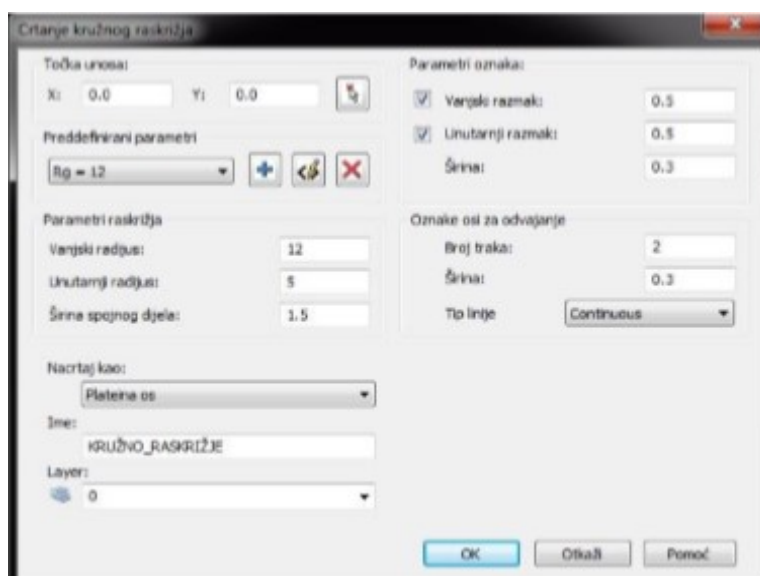 Crtanje kružnog raskrižja
Točka unosa:
X: 0.0 Y: 0.0
Preddefinirani parametri
Rg = 12
Parametri raskrižja
Vanjski radijus: 12
Unutarnji radijus: 5
Širina spojnog dijela: 1.5
Nacrtaj kao:
Plateina os
Ime:
KRUŽNO_RASKRIŽJE
Layer:
0
Parametri oznaka:
Vanjski razmak: 0.5
Unutarnji razmak: 0.5
Širina: 0.3
Oznake osi za odvajanje
Broj traka: 2
Širina: 0.3
Tip linije Continuous
OK Otkaži Pomoć